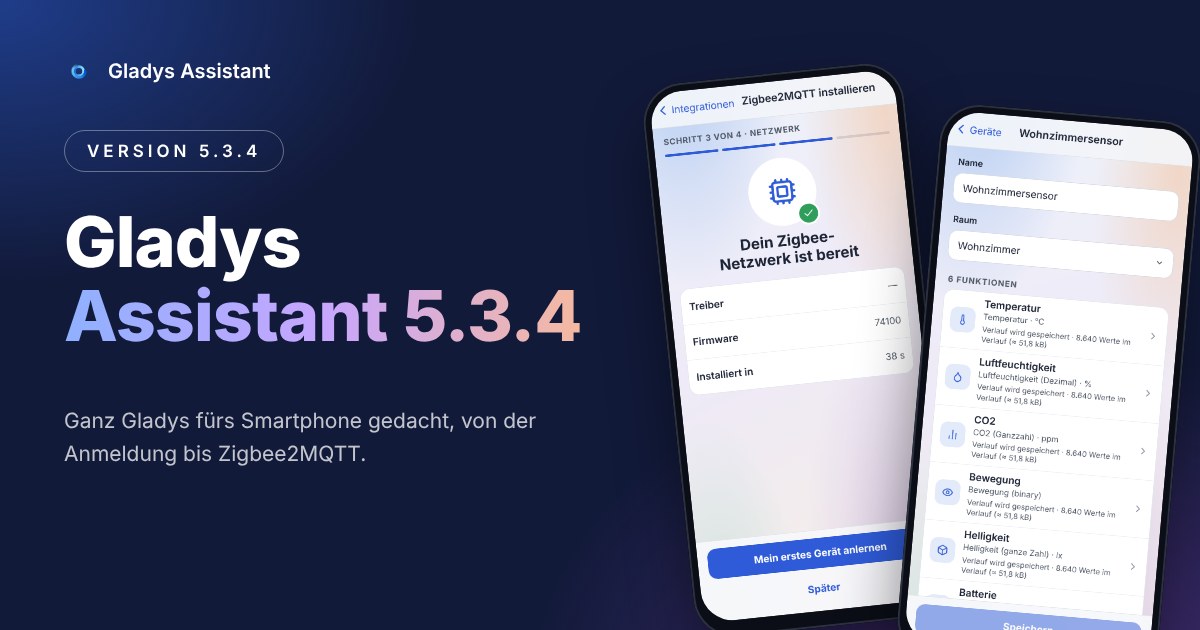 Gladys Assistant
VERSION 5.3.4
Gladys
Assistant 5.3.4
Ganz Gladys fürs Smartphone gedacht, von der
Anmeldung bis Zigbee2MQTT.
Integrationen Zigbee2MQTT installieren
SCHRITT 3 VON 4 · NETZWERK
Dein Zigbee-
Netzwerk ist bereit
Treiber —
Firmware 74100
Installiert in 38 s
Mein erstes Gerät anlernen
Später
Geräte Wohnzimmersensor
Name
Wohnzimmersensor
Raum
Wohnzimmer
6 FUNKTIONEN
Temperatur
Temperatur · °C
Verlauf wird gespeichert · 8.640 Werte im
Verlauf (≈ 51,8 kB)
Luftfeuchtigkeit
Luftfeuchtigkeit (Dezimal) · %
Verlauf wird gespeichert · 8.640 Werte im
Verlauf (≈ 51,8 kB)
CO2
CO2 (Ganzzahl) · ppm
Verlauf wird gespeichert · 8.640 Werte im
Verlauf (≈ 51,8 kB)
Bewegung
Bewegung (binary)
Verlauf wird gespeichert · 8.640 Werte im
Verlauf (≈ 51,8 kB)
Helligkeit
Helligkeit (ganze Zahl) · lx
Verlauf wird gespeichert · 8.640 Werte im
Verlauf (≈ 51,8 kB)
Batterie
Speichern